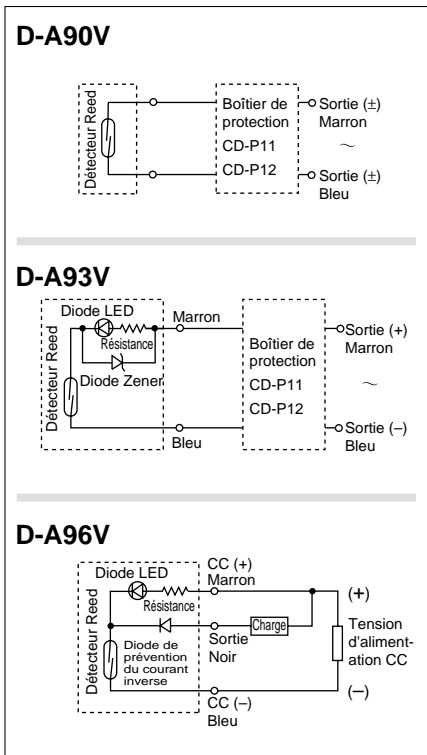 D-A90V
Détecteur Reed
Boîtier de
protection
CD-P11
CD-P12
Sortie (±)
Marron
~
Sortie (±)
Bleu
D-A93V
Détecteur Reed
Diode LED
Résistance
Diode Zener
Marron
Bleu
Boîtier de
protection
CD-P11
CD-P12
Sortie (+)
Marron
~
Sortie (–)
Bleu
D-A96V
Détecteur Reed
Diode LED
Résistance
Diode de
prévention
du courant
inverse
CC (+)
Marron
Sortie
Noir
Charge
CC (–)
Bleu
(+)
Tension
d'aliment-
ation CC
(–)